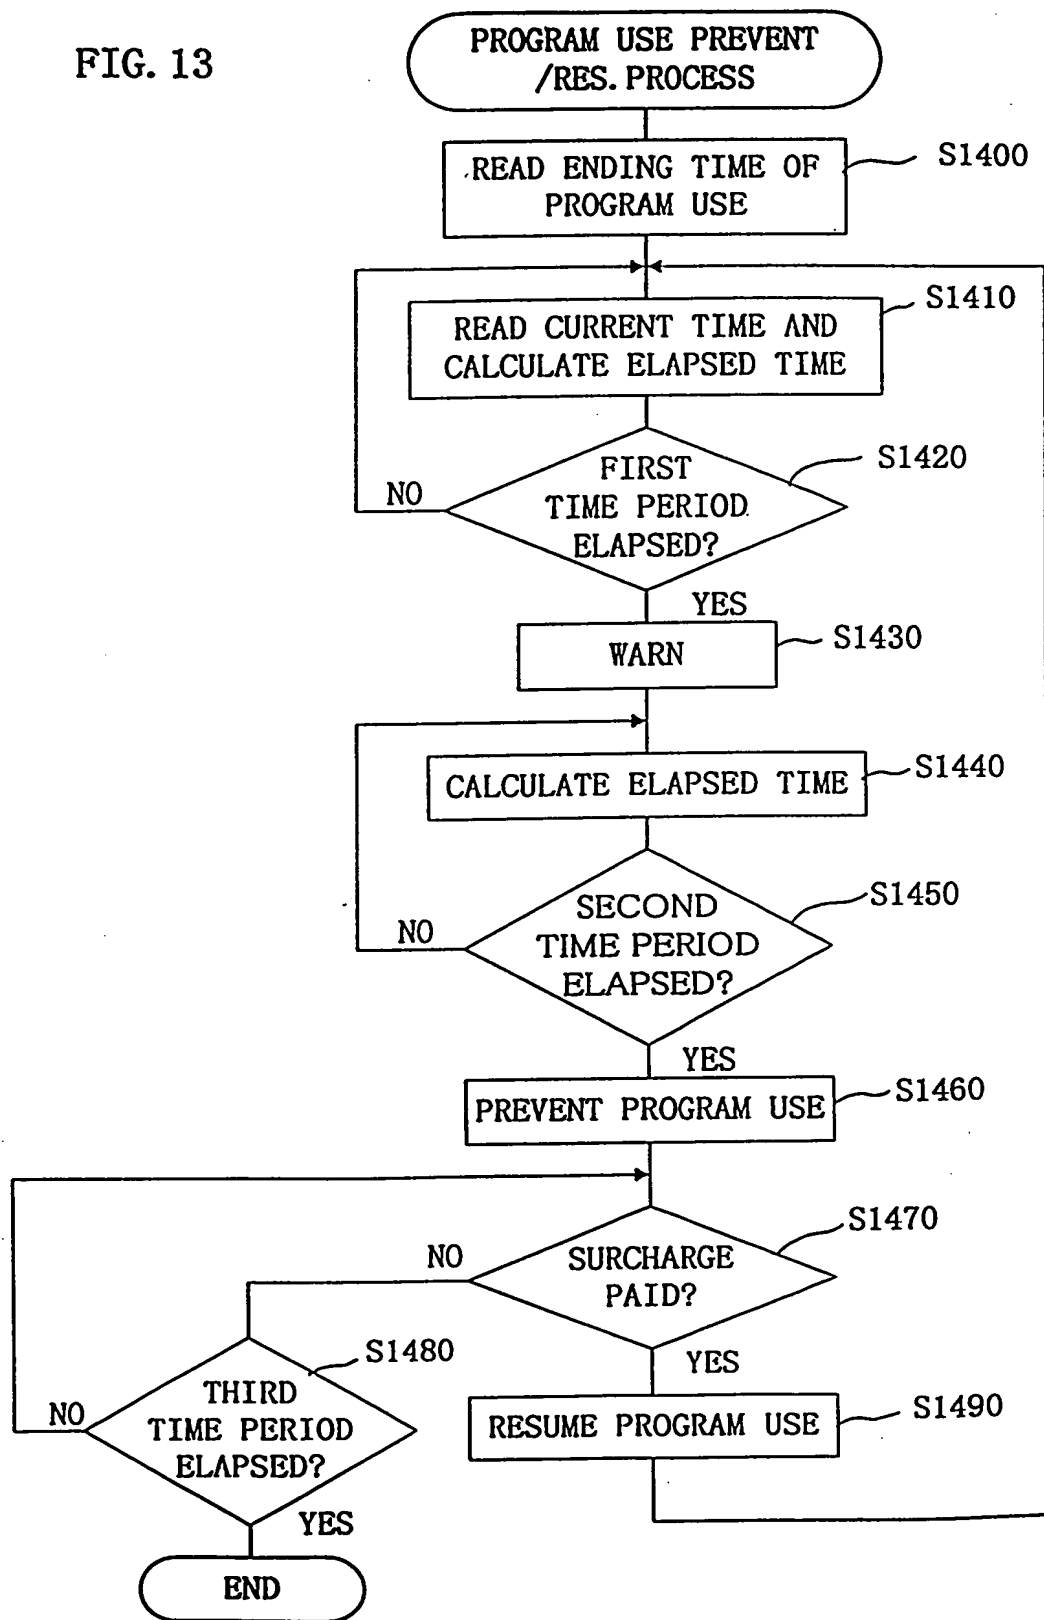 FIG. 13
PROGRAM USE PREVENT
/RES. PROCESS
READ ENDING TIME OF
PROGRAM USE
S1400
READ CURRENT TIME AND
CALCULATE ELAPSED TIME
S1410
FIRST
TIME PERIOD
ELAPSED?
S1420
NO
YES
WARN
S1430
CALCULATE ELAPSED TIME
S1440
SECOND
TIME PERIOD
ELAPSED?
S1450
NO
YES
PREVENT PROGRAM USE
S1460
SURCHARGE
PAID?
S1470
NO
YES
THIRD
TIME PERIOD
ELAPSED?
S1480
NO
YES
RESUME PROGRAM USE
S1490
END